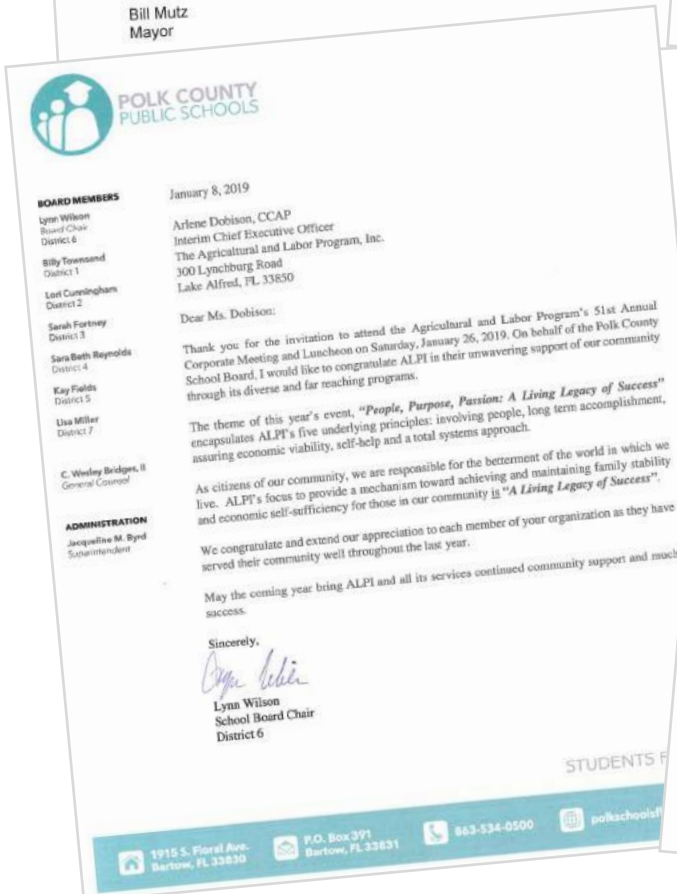 Bill Mutz
Mayor
POLK COUNTY
PUBLIC SCHOOLS
BOARD MEMBERS
Lynn Wilson
Board Chair
District 6
Billy Townsend
District 1
Lori Cunningham
District 2
Sarah Fortney
District 3
Sara Beth Reynolds
District 4
Kay Fields
District 5
Lisa Miller
District 7
C. Wesley Bridges, II
General Counsel
ADMINISTRATION
Jacqueline M. Byrd
Superintendent
January 8, 2019
Arlene Dobison, CCAP
Interim Chief Executive Officer
The Agricultural and Labor Program, Inc.
300 Lynchburg Road
Lake Alfred, FL 33850
Dear Ms. Dobison:
Thank you for the invitation to attend the Agricultural and Labor Program's 51st Annual
Corporate Meeting and Luncheon on Saturday, January 26, 2019. On behalf of the Polk County
School Board, I would like to congratulate ALPI in their unwavering support of our community
through its diverse and far reaching programs.
The theme of this year's event, "People, Purpose, Passion: A Living Legacy of Success"
encapsulates ALPI's five underlying principles: involving people, long term accomplishment,
assuring economic viability, self-help and a total systems approach.
As citizens of our community, we are responsible for the betterment of the world in which we
live. ALPI's focus to provide a mechanism toward achieving and maintaining family stability
and economic self-sufficiency for those in our community is "A Living Legacy of Success".
We congratulate and extend our appreciation to each member of your organization as they have
served their community well throughout the last year.
May the coming year bring ALPI and all its services continued community support and much
success.
Sincerely,
Lynn Wilson
School Board Chair
District 6
STUDENTS F
1915 S. Floral Ave.
Bartow, FL 33830
P.O. Box 391
Bartow, FL 33831
863-534-0500
polkschoolsfl